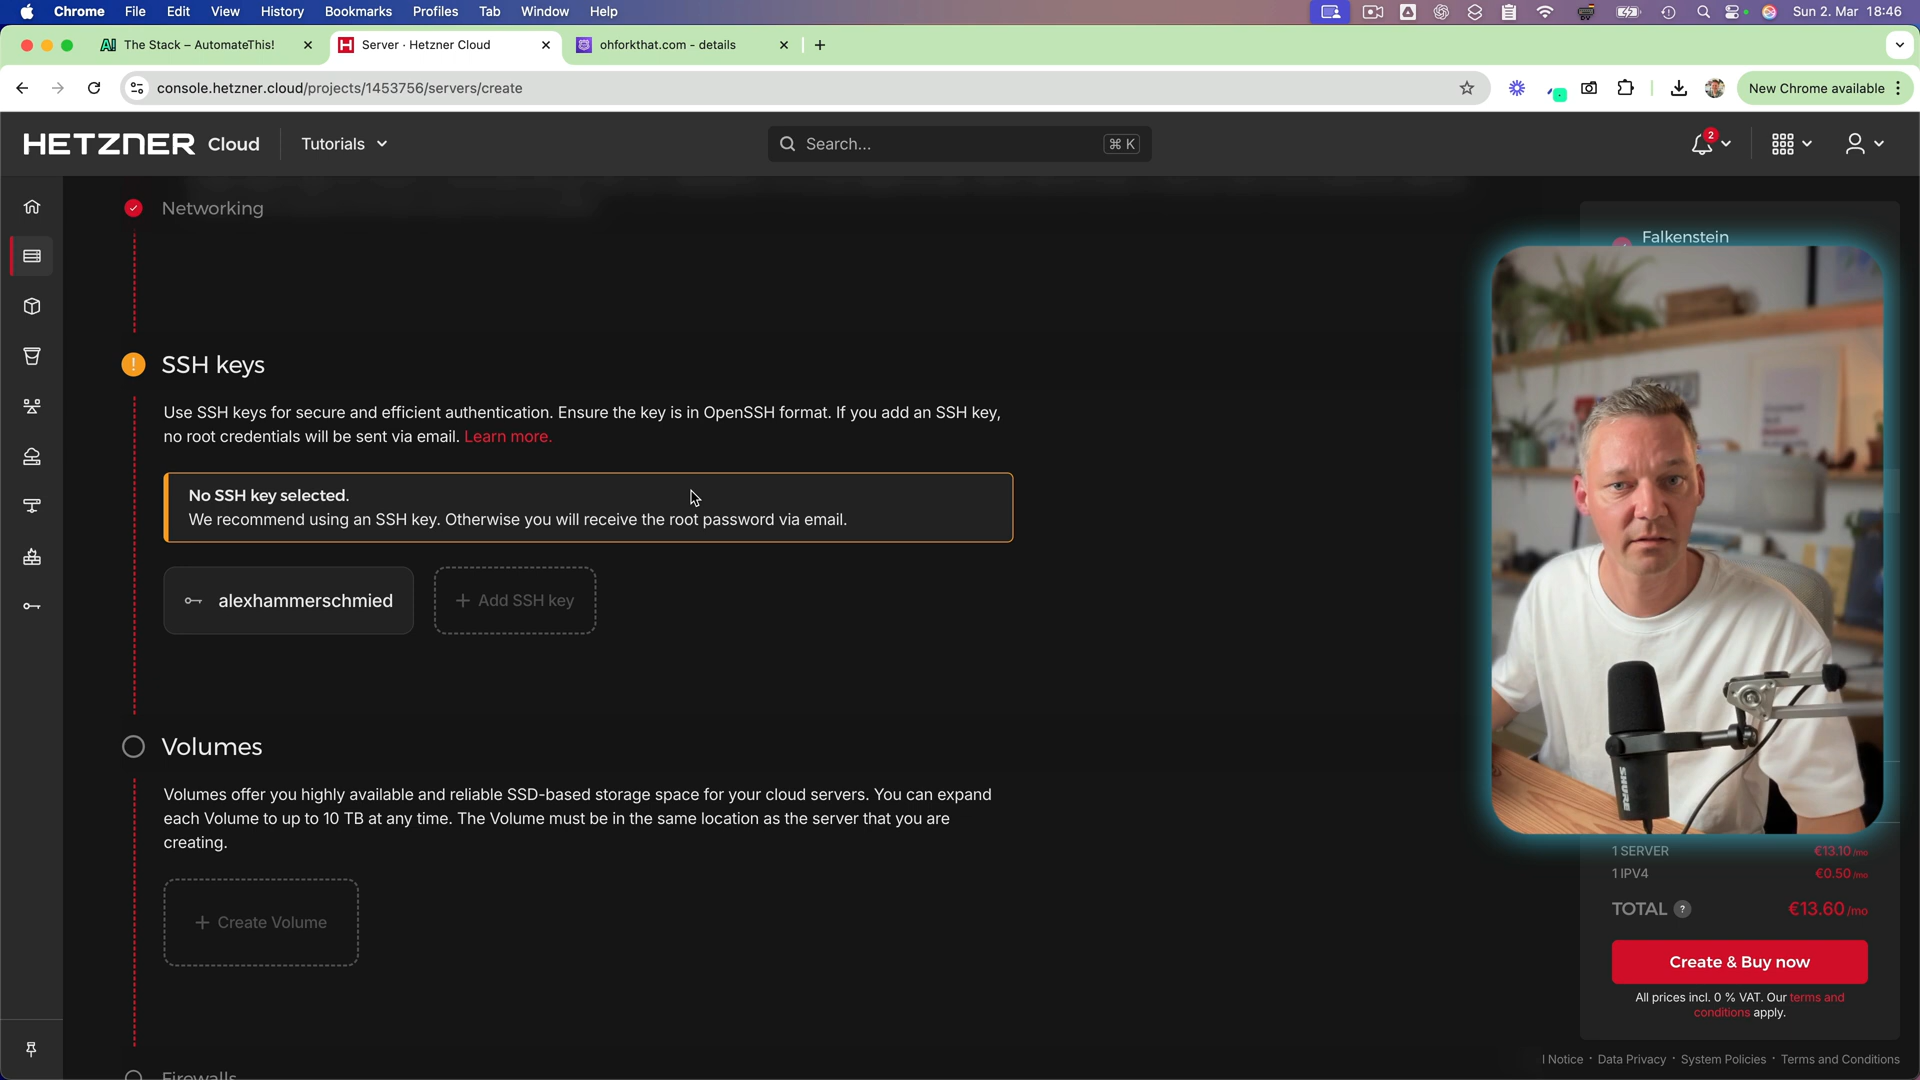 Chrome File Edit View History Bookmarks Profiles Tab Window Help Sun 2. Mar 18:46
The Stack – AutomateThis! Server · Hetzner Cloud ohforkthat.com - details
console.hetzner.cloud/projects/1453756/servers/create New Chrome available
HETZNER Cloud Tutorials Search... ⌘ K 2
Networking
Falkenstein
SSH keys
Use SSH keys for secure and efficient authentication. Ensure the key is in OpenSSH format. If you add an SSH key,
no root credentials will be sent via email. Learn more.
No SSH key selected.
We recommend using an SSH key. Otherwise you will receive the root password via email.
alexhammerschmied + Add SSH key
SHURE
Volumes
Volumes offer you highly available and reliable SSD-based storage space for your cloud servers. You can expand
each Volume to up to 10 TB at any time. The Volume must be in the same location as the server that you are
creating.
+ Create Volume
1 SERVER €13.10 /mo
1 IPV4 €0.50 /mo
TOTAL ? €13.60 /mo
Create & Buy now
All prices incl. 0 % VAT. Our terms and
conditions apply.
l Notice · Data Privacy · System Policies · Terms and Conditions
Firewalls